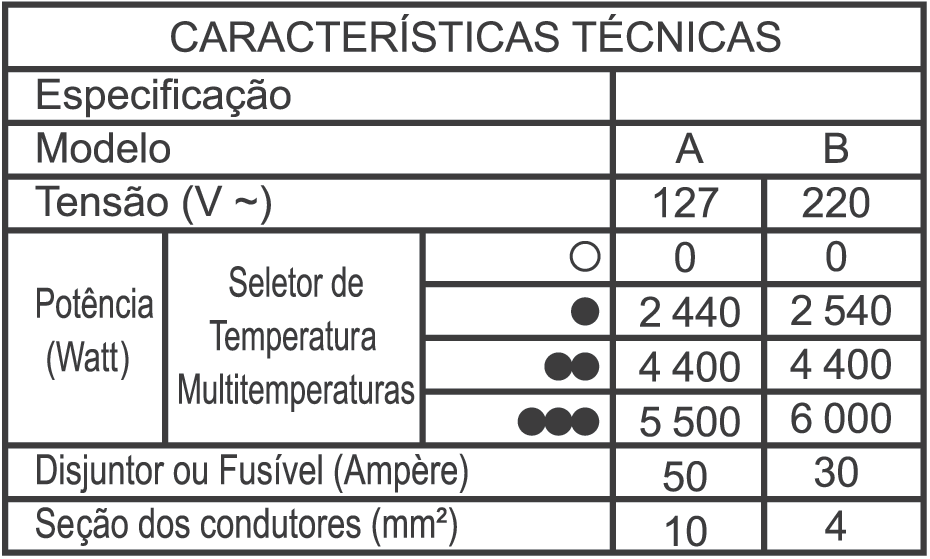 CARACTERÍSTICAS TÉCNICAS
Especificação
Modelo A B
Tensão (V ~) 127 220
Potência
(Watt)
Seletor de
Temperatura
Multitemperaturas
0 0
2 440 2 540
4 400 4 400
5 500 6 000
Disjuntor ou Fusível (Ampère) 50 30
Seção dos condutores (mm²) 10 4